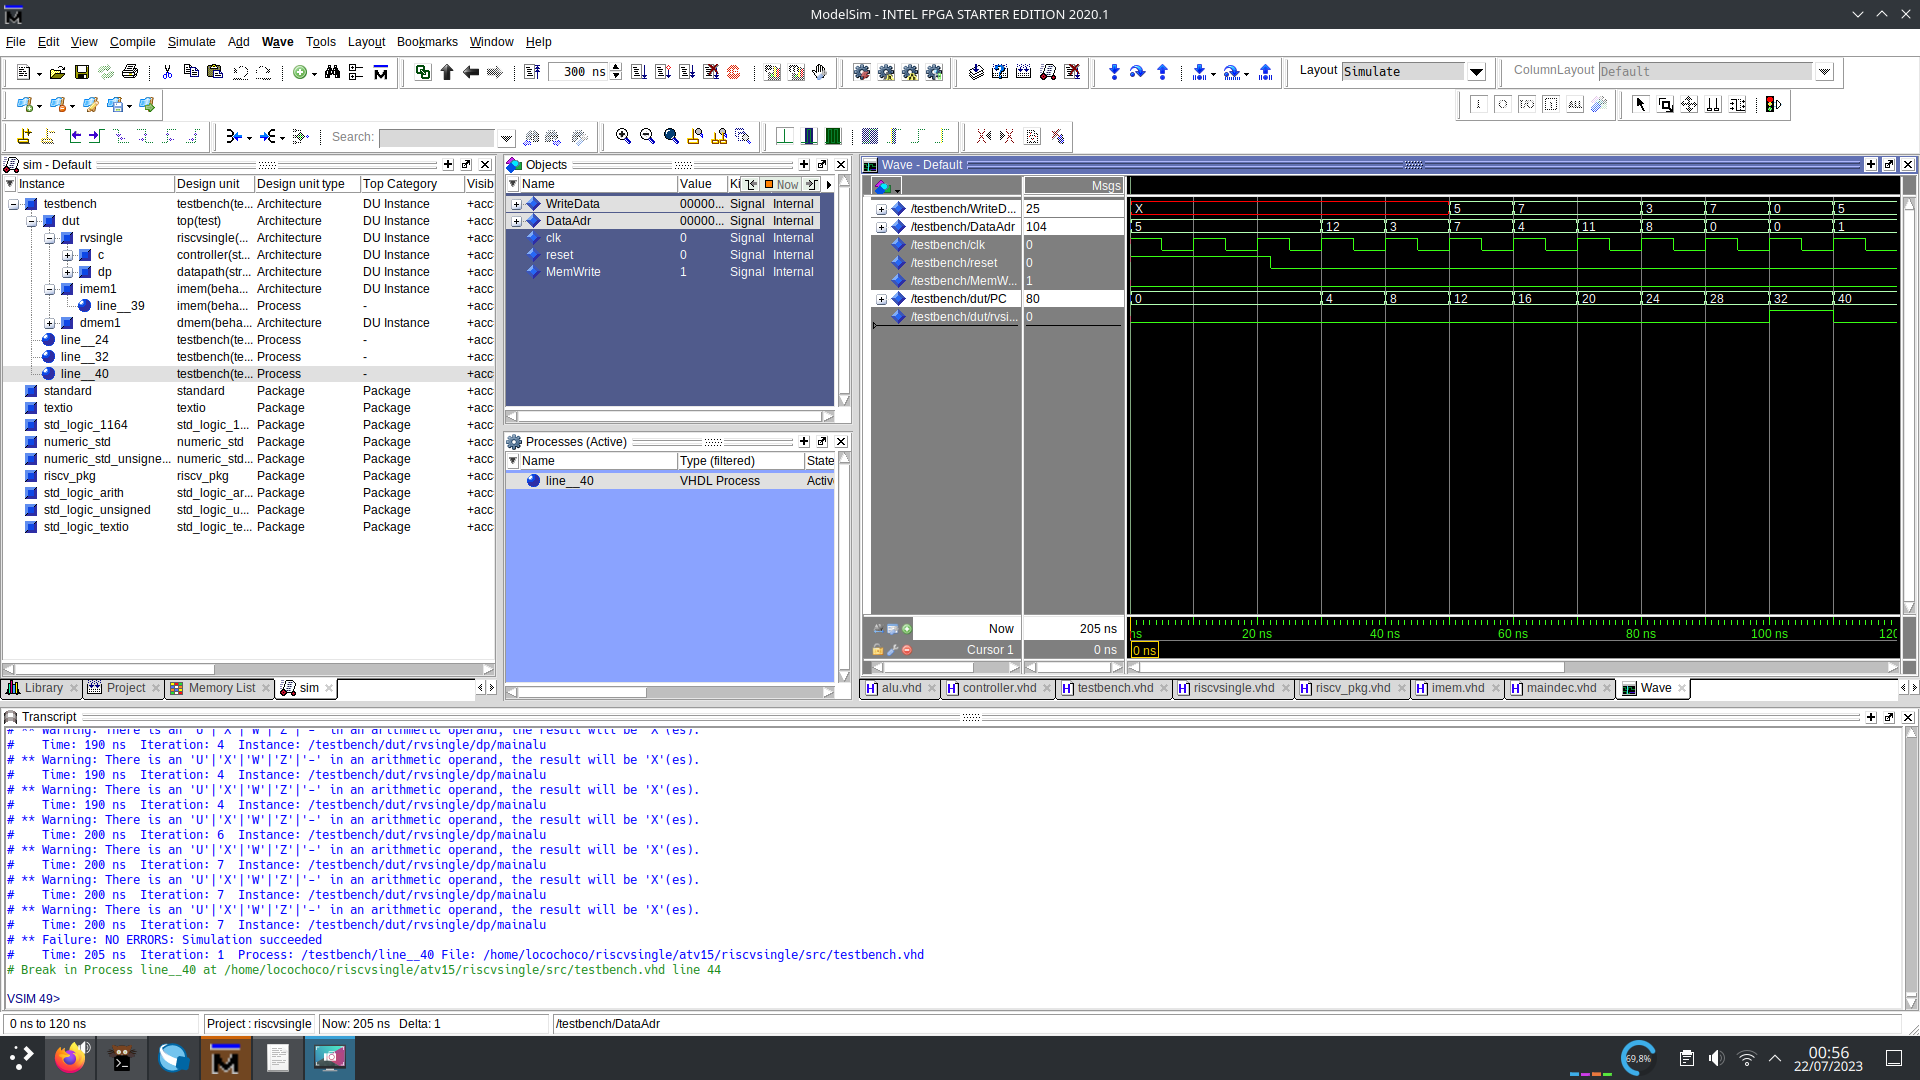 ModelSim - INTEL FPGA STARTER EDITION 2020.1
File Edit View Compile Simulate Add Wave Tools Layout Bookmarks Window Help
300 ns
Layout Simulate
ColumnLayout Default
Search:
sim - Default
Instance Design unit Design unit type Top Category Visib
testbench testbench(te... Architecture DU Instance +acc
dut top(test) Architecture DU Instance +acc
rvsingle riscvsingle(... Architecture DU Instance +acc
c controller(st... Architecture DU Instance +acc
dp datapath(str... Architecture DU Instance +acc
imem1 imem(beha... Architecture DU Instance +acc
line__39 imem(beha... Process - +acc
dmem1 dmem(beha... Architecture DU Instance +acc
line__24 testbench(te... Process - +acc
line__32 testbench(te... Process - +acc
line__40 testbench(te... Process - +acc
standard standard Package Package +acc
textio textio Package Package +acc
std_logic_1164 std_logic_1... Package Package +acc
numeric_std numeric_std Package Package +acc
numeric_std_unsigne... numeric_std... Package Package +acc
riscv_pkg riscv_pkg Package Package +acc
std_logic_arith std_logic_ar... Package Package +acc
std_logic_unsigned std_logic_u... Package Package +acc
std_logic_textio std_logic_te... Package Package +acc
Library Project Memory List sim
Objects
Name Value Ki Now
WriteData 00000... Signal Internal
DataAdr 00000... Signal Internal
clk 0 Signal Internal
reset 0 Signal Internal
MemWrite 1 Signal Internal
Processes (Active)
Name Type (filtered) State
line__40 VHDL Process Activ
Wave - Default
Msgs
/testbench/WriteD... 25 X 5 7 3 7 0 5
/testbench/DataAdr 104 5 12 3 7 4 11 8 0 0 1
/testbench/clk 0
/testbench/reset 0
/testbench/MemW... 1
/testbench/dut/PC 80 0 4 8 12 16 20 24 28 32 40
/testbench/dut/rvsi... 0
Now 205 ns ns 20 ns 40 ns 60 ns 80 ns 100 ns 120
Cursor 1 0 ns 0 ns
alu.vhd controller.vhd testbench.vhd riscvsingle.vhd riscv_pkg.vhd imem.vhd maindec.vhd Wave
Transcript
# ** Warning: There is an 'U'|'X'|'W'|'Z'|'-' in an arithmetic operand, the result will be 'X'(es).
#    Time: 190 ns  Iteration: 4  Instance: /testbench/dut/rvsingle/dp/mainalu
# ** Warning: There is an 'U'|'X'|'W'|'Z'|'-' in an arithmetic operand, the result will be 'X'(es).
#    Time: 190 ns  Iteration: 4  Instance: /testbench/dut/rvsingle/dp/mainalu
# ** Warning: There is an 'U'|'X'|'W'|'Z'|'-' in an arithmetic operand, the result will be 'X'(es).
#    Time: 190 ns  Iteration: 4  Instance: /testbench/dut/rvsingle/dp/mainalu
# ** Warning: There is an 'U'|'X'|'W'|'Z'|'-' in an arithmetic operand, the result will be 'X'(es).
#    Time: 200 ns  Iteration: 6  Instance: /testbench/dut/rvsingle/dp/mainalu
# ** Warning: There is an 'U'|'X'|'W'|'Z'|'-' in an arithmetic operand, the result will be 'X'(es).
#    Time: 200 ns  Iteration: 7  Instance: /testbench/dut/rvsingle/dp/mainalu
# ** Warning: There is an 'U'|'X'|'W'|'Z'|'-' in an arithmetic operand, the result will be 'X'(es).
#    Time: 200 ns  Iteration: 7  Instance: /testbench/dut/rvsingle/dp/mainalu
# ** Warning: There is an 'U'|'X'|'W'|'Z'|'-' in an arithmetic operand, the result will be 'X'(es).
#    Time: 200 ns  Iteration: 7  Instance: /testbench/dut/rvsingle/dp/mainalu
# ** Failure: NO ERRORS: Simulation succeeded
#    Time: 205 ns  Iteration: 1  Process: /testbench/line__40 File: /home/locochoco/riscvsingle/atv15/riscvsingle/src/testbench.vhd
# Break in Process line__40 at /home/locochoco/riscvsingle/atv15/riscvsingle/src/testbench.vhd line 44
VSIM 49>
0 ns to 120 ns Project : riscvsingle Now: 205 ns Delta: 1 /testbench/DataAdr
69,8% 00:56
22/07/2023